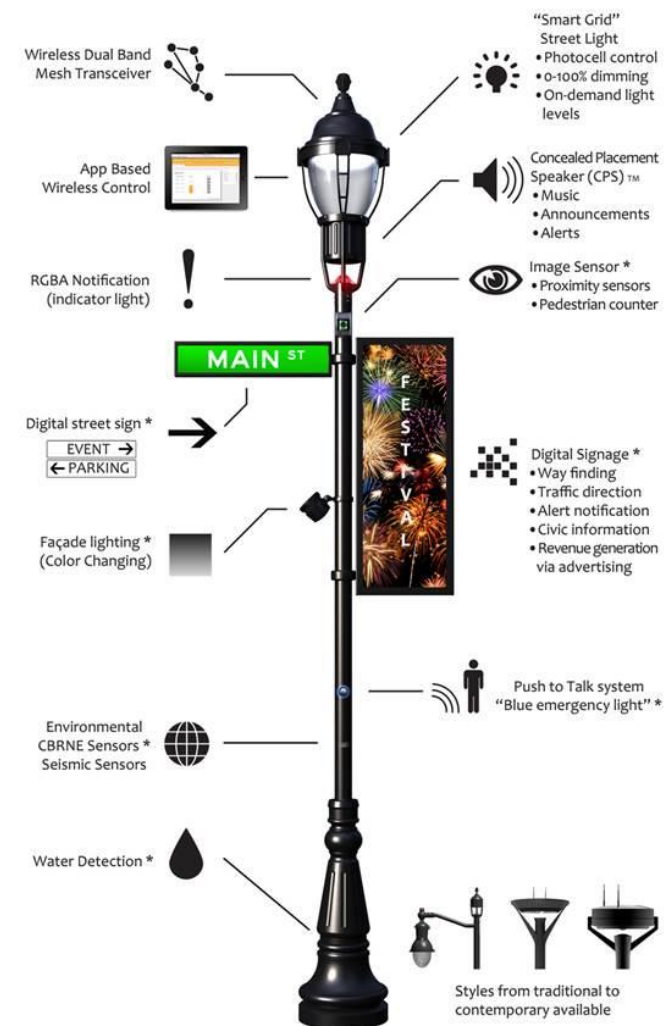 Wireless Dual Band
Mesh Transceiver
"Smart Grid"
Street Light
•Photocell control
•0-100% dimming
•On-demand light
levels
App Based
Wireless Control
Concealed Placement
Speaker (CPS) TM
•Music
•Announcements
•Alerts
RGBA Notification
(indicator light)
Image Sensor *
•Proximity sensors
•Pedestrian counter
MAIN ST
FESTIVAL
Digital street sign *
EVENT →
← PARKING
Digital Signage *
•Way finding
•Traffic direction
•Alert notification
•Civic information
•Revenue generation
via advertising
Façade lighting *
(Color Changing)
Push to Talk system
"Blue emergency light" *
Environmental
CBRNE Sensors *
Seismic Sensors
Water Detection *
Styles from traditional to
contemporary available